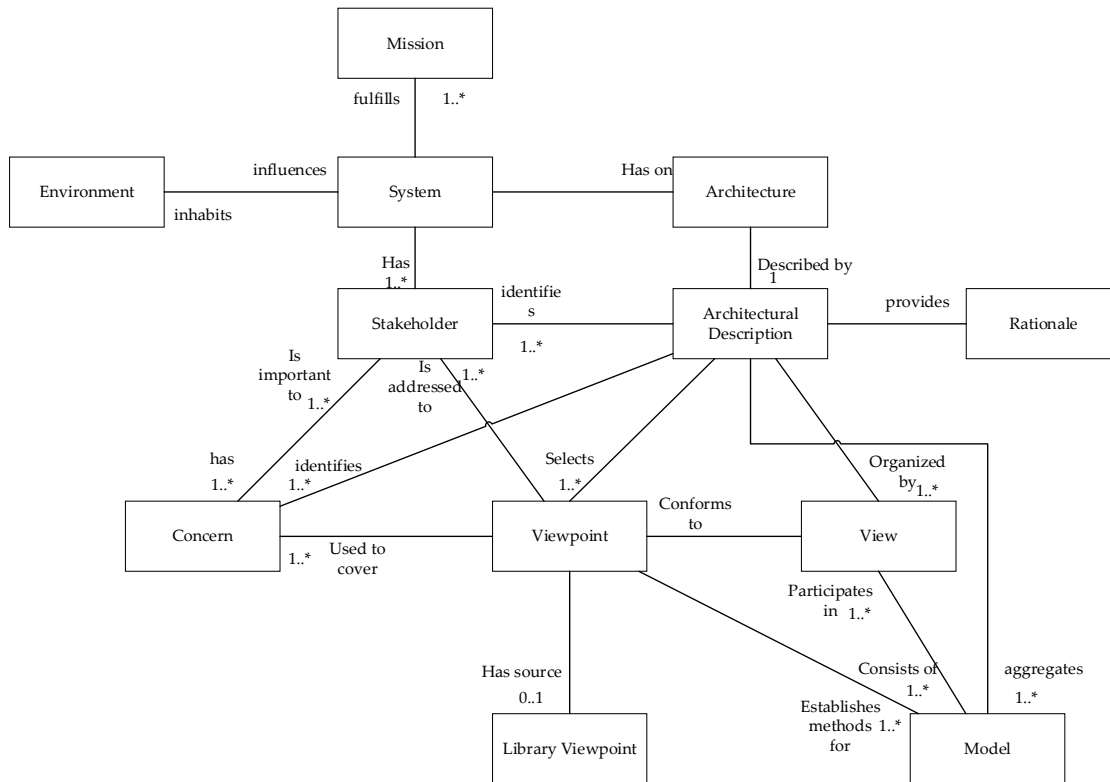 Mission
fulfills
1..*
Environment
influences
inhabits
System
Has on
Architecture
Has
1..*
Described by
1
Stakeholder
identifie
s
1..*
Architectural
Description
provides
Rationale
Is
important
to
1..*
Is
addressed
to
1..*
has
1..*
identifies
1..*
Selects
1..*
Organized
by
1..*
Concern
1..*
Used to
cover
Viewpoint
Conforms
to
View
Participates
in
1..*
Has source
0..1
Consists of
1..*
aggregates
1..*
Establishes
methods
for
1..*
Library Viewpoint
Model